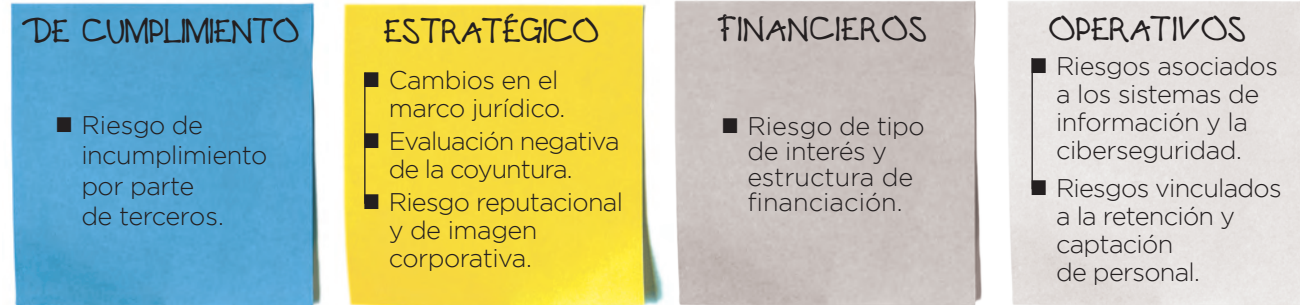 DE CUMPLIMIENTO
■ Riesgo de
incumplimiento
por parte
de terceros.
ESTRATÉGICO
■ Cambios en el
marco jurídico.
■ Evaluación negativa
de la coyuntura.
■ Riesgo reputacional
y de imagen
corporativa.
FINANCIEROS
■ Riesgo de tipo
de interés y
estructura de
financiación.
OPERATIVOS
■ Riesgos asociados
a los sistemas de
información y la
ciberseguridad.
■ Riesgos vinculados
a la retención y
captación
de personal.